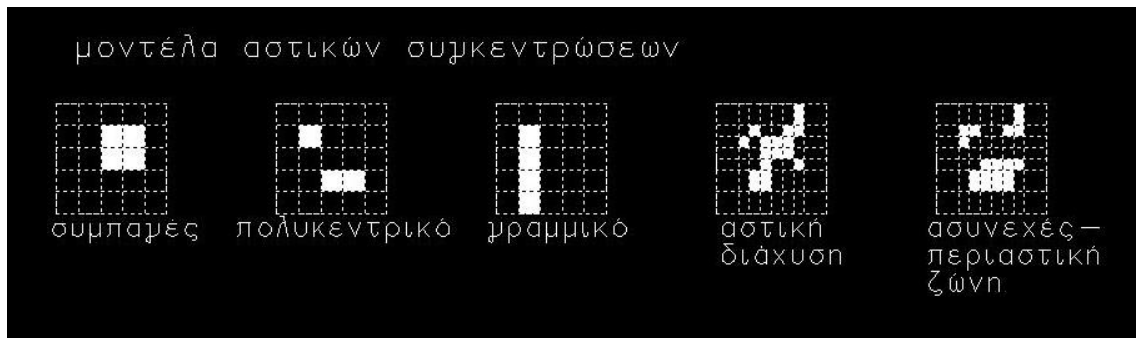 μοντέλα αστικών συγκεντρώσεων
συμπαγές
πολυκεντρικό
γραμμικό
αστική
διάχυση
ασυνεχές–
περιαστική
ζώνη